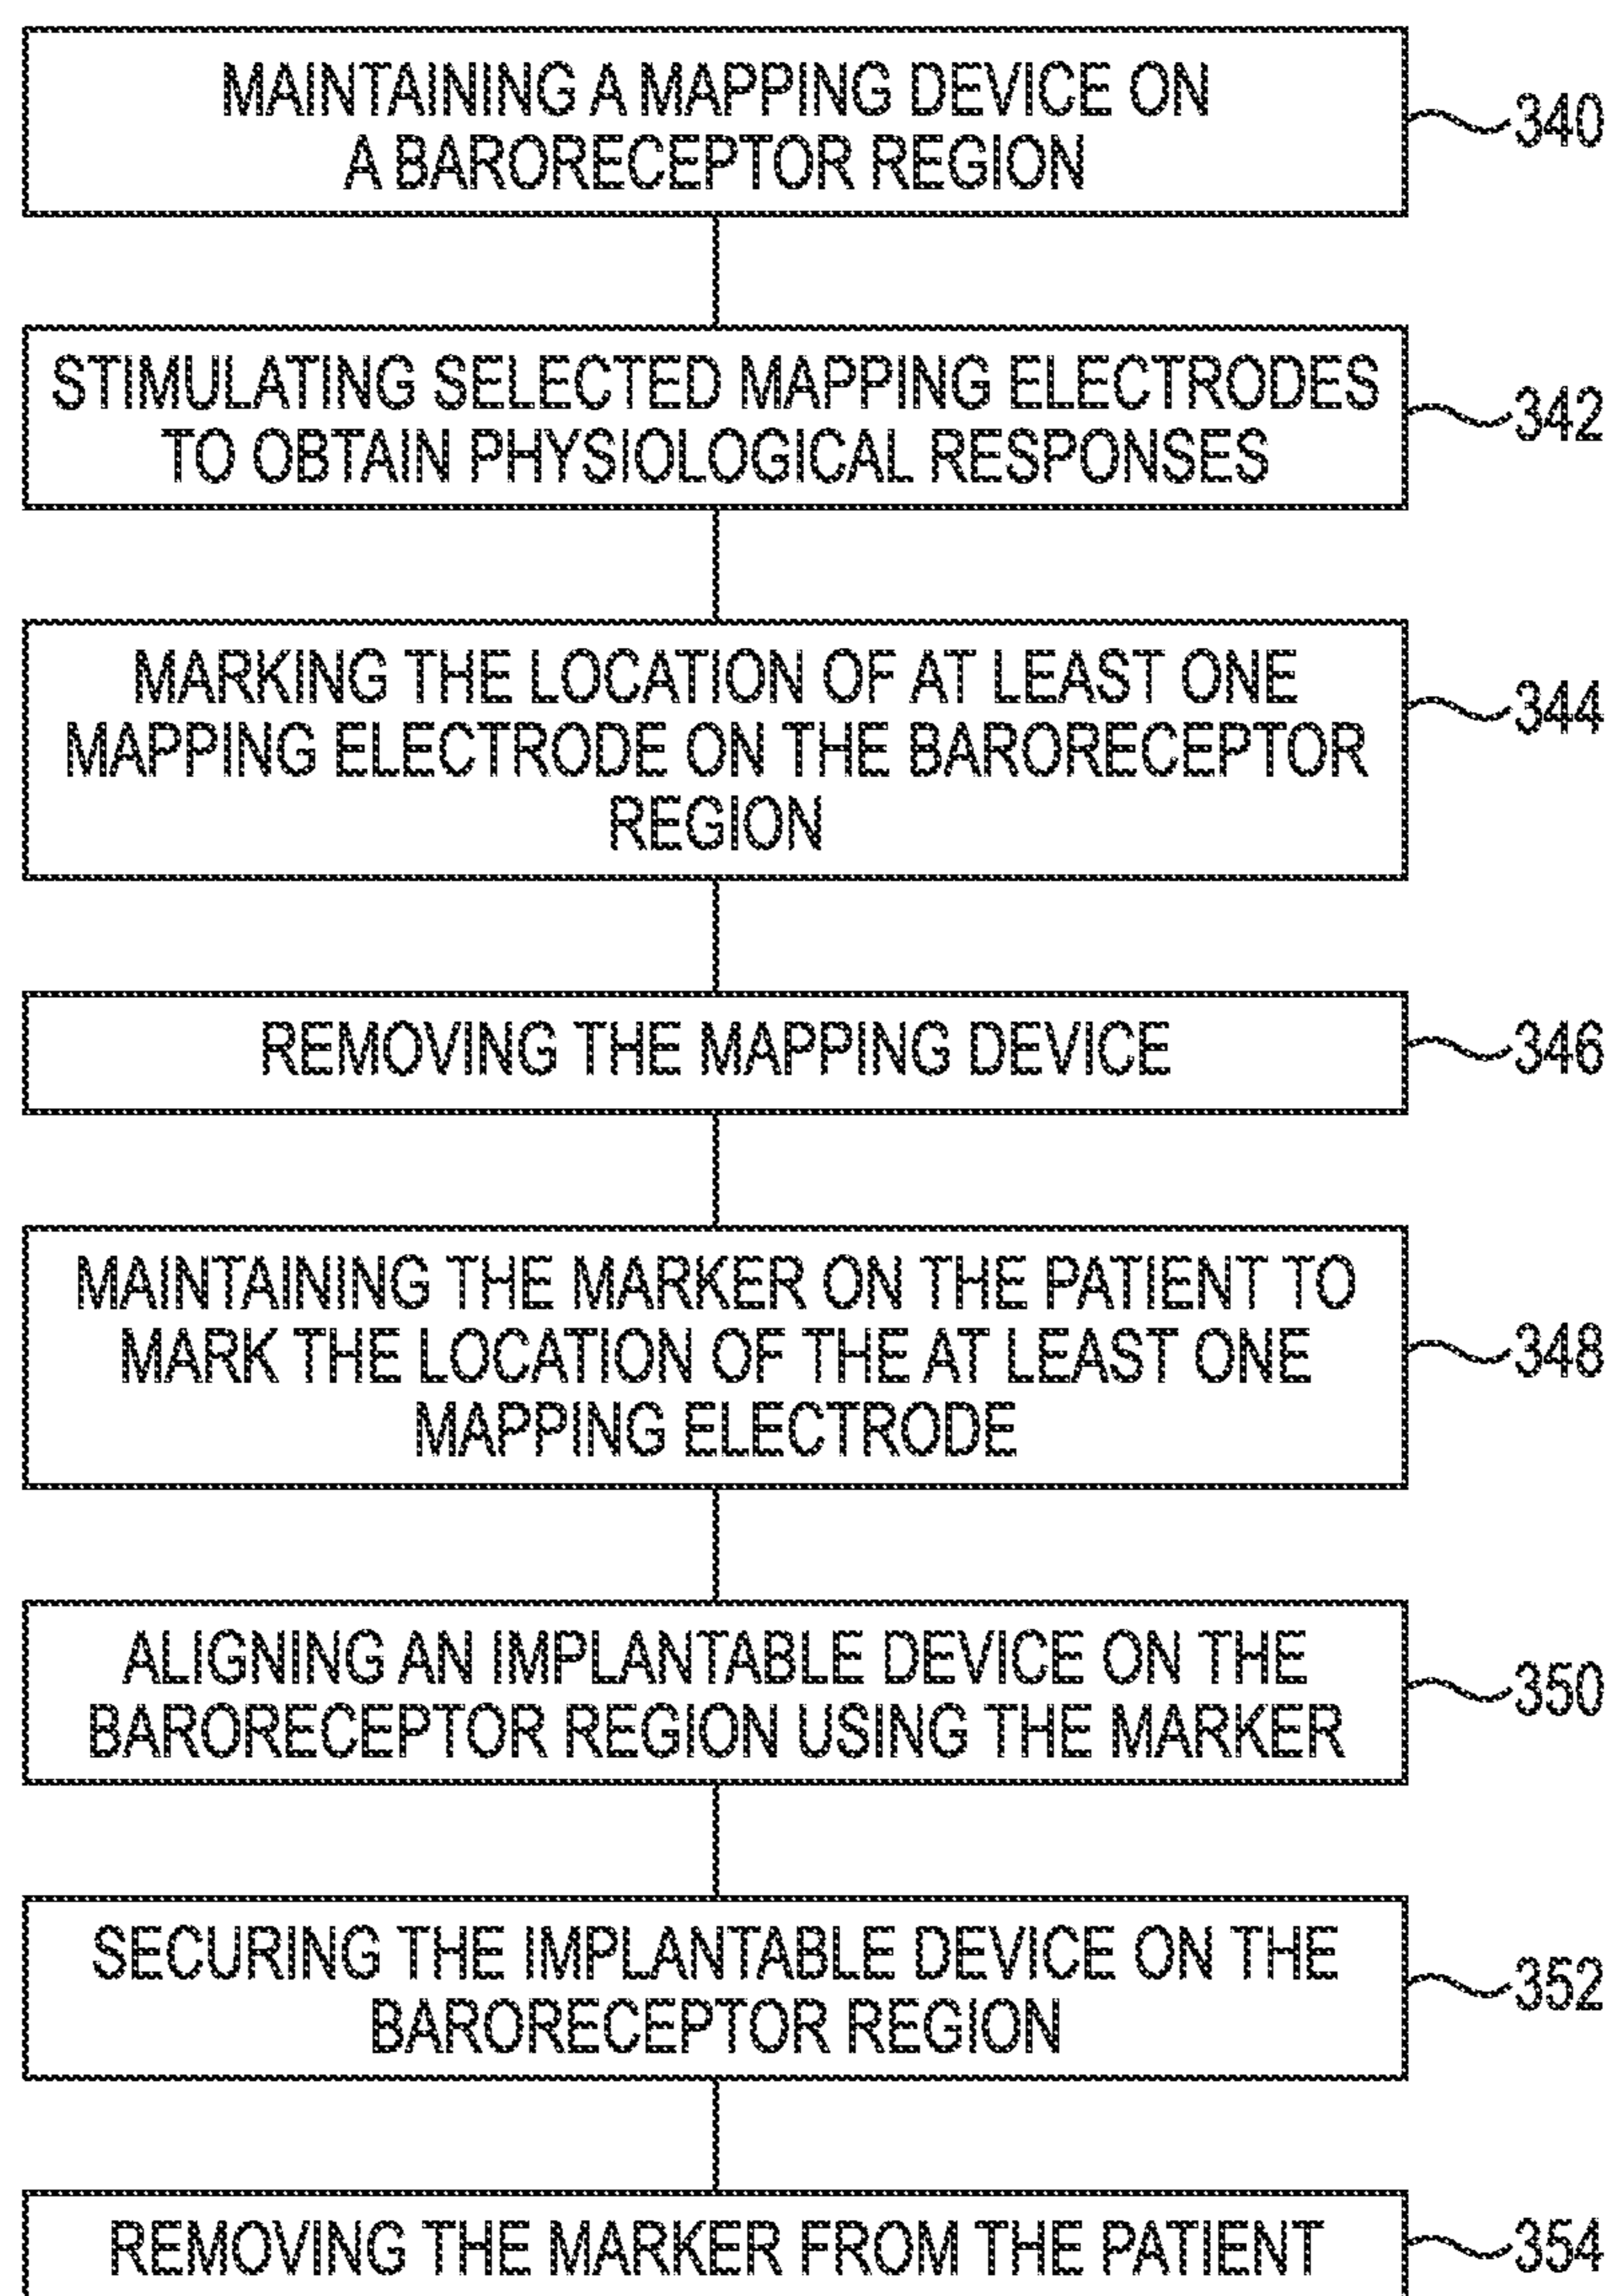 MAINTAINING A MAPPING DEVICE ON
A BARORECEPTOR REGION
340
STIMULATING SELECTED MAPPING ELECTRODES
TO OBTAIN PHYSIOLOGICAL RESPONSES
342
MARKING THE LOCATION OF AT LEAST ONE
MAPPING ELECTRODE ON THE BARORECEPTOR
REGION
344
REMOVING THE MAPPING DEVICE
346
MAINTAINING THE MARKER ON THE PATIENT TO
MARK THE LOCATION OF THE AT LEAST ONE
MAPPING ELECTRODE
348
ALIGNING AN IMPLANTABLE DEVICE ON THE
BARORECEPTOR REGION USING THE MARKER
350
SECURING THE IMPLANTABLE DEVICE ON THE
BARORECEPTOR REGION
352
REMOVING THE MARKER FROM THE PATIENT
354